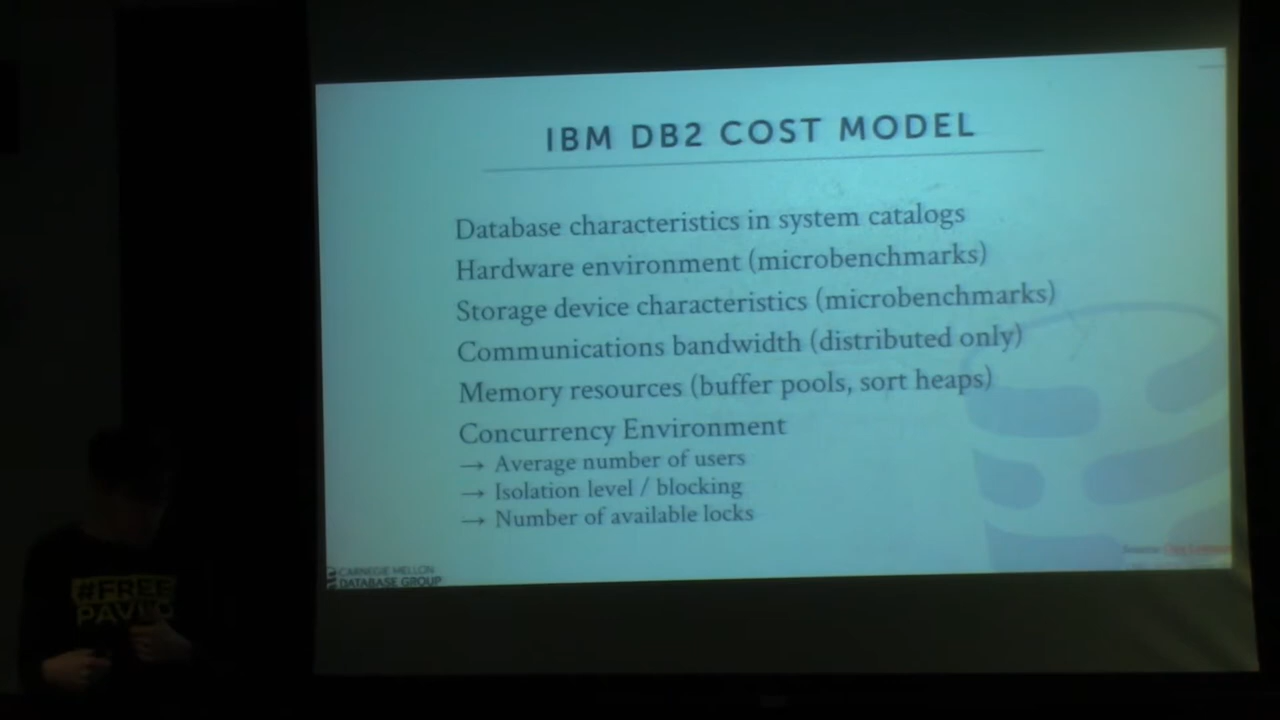 IBM DB2 COST MODEL
Database characteristics in system catalogs
Hardware environment (microbenchmarks)
Storage device characteristics (microbenchmarks)
Communications bandwidth (distributed only)
Memory resources (buffer pools, sort heaps)
Concurrency Environment
→ Average number of users
→ Isolation level / blocking
→ Number of available locks
Source:
CARNEGIE MELLON
DATABASE GROUP
#FREE
PAVLO